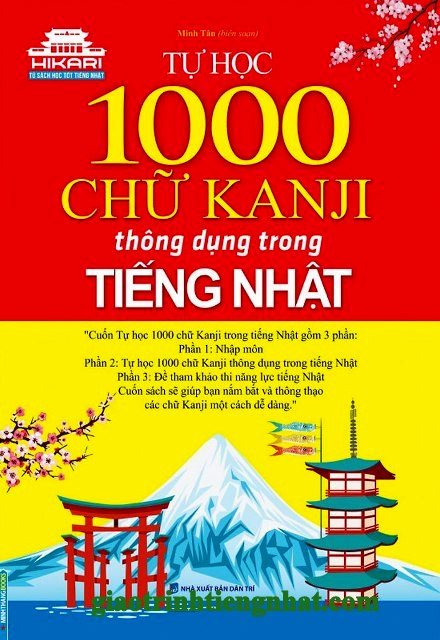 Minh Tân (biên soạn)
HIKARI
TỦ SÁCH HỌC TỐT TIẾNG NHẬT
TỰ HỌC
1000
CHỮ KANJI
thông dụng trong
TIẾNG NHẬT
"Cuốn Tự học 1000 chữ Kanji trong tiếng Nhật gồm 3 phần:
Phần 1: Nhập môn
Phần 2: Tự học 1000 chữ Kanji thông dụng trong tiếng Nhật
Phần 3: Đề tham khảo thi năng lực tiếng Nhật
Cuốn sách sẽ giúp bạn nắm bắt và thông thạo
các chữ Kanji một cách dễ dàng."
MINHTHANGBOOKS
NHÀ XUẤT BẢN DÂN TRÍ
giaotrinhtiengnhat.com